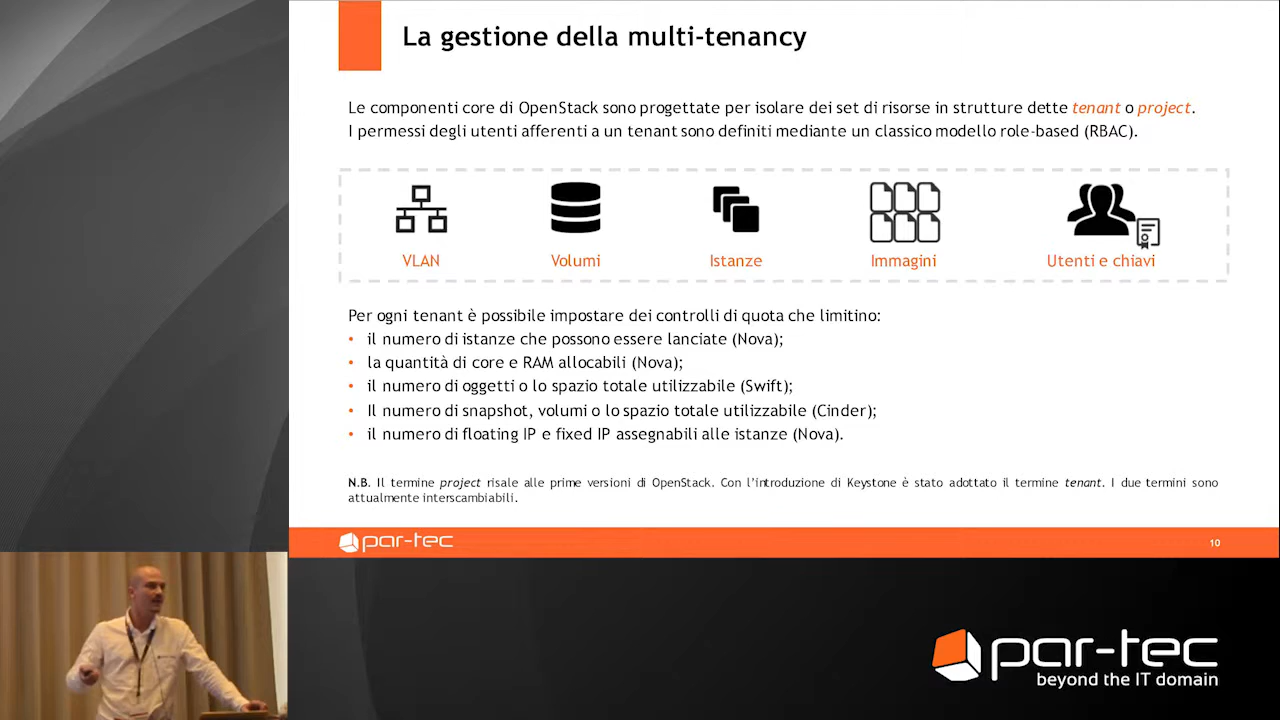 La gestione della multi-tenancy
Le componenti core di OpenStack sono progettate per isolare dei set di risorse in strutture dette tenant o project.
I permessi degli utenti afferenti a un tenant sono definiti mediante un classico modello role-based (RBAC).
VLAN
Volumi
Istanze
Immagini
Utenti e chiavi
Per ogni tenant è possibile impostare dei controlli di quota che limitino:
• il numero di istanze che possono essere lanciate (Nova);
• la quantità di core e RAM allocabili (Nova);
• il numero di oggetti o lo spazio totale utilizzabile (Swift);
• Il numero di snapshot, volumi o lo spazio totale utilizzabile (Cinder);
• il numero di floating IP e fixed IP assegnabili alle istanze (Nova).
N.B. Il termine project risale alle prime versioni di OpenStack. Con l'introduzione di Keystone è stato adottato il termine tenant. I due termini sono
attualmente interscambiabili.
par-tec
10
par-tec
beyond the IT domain